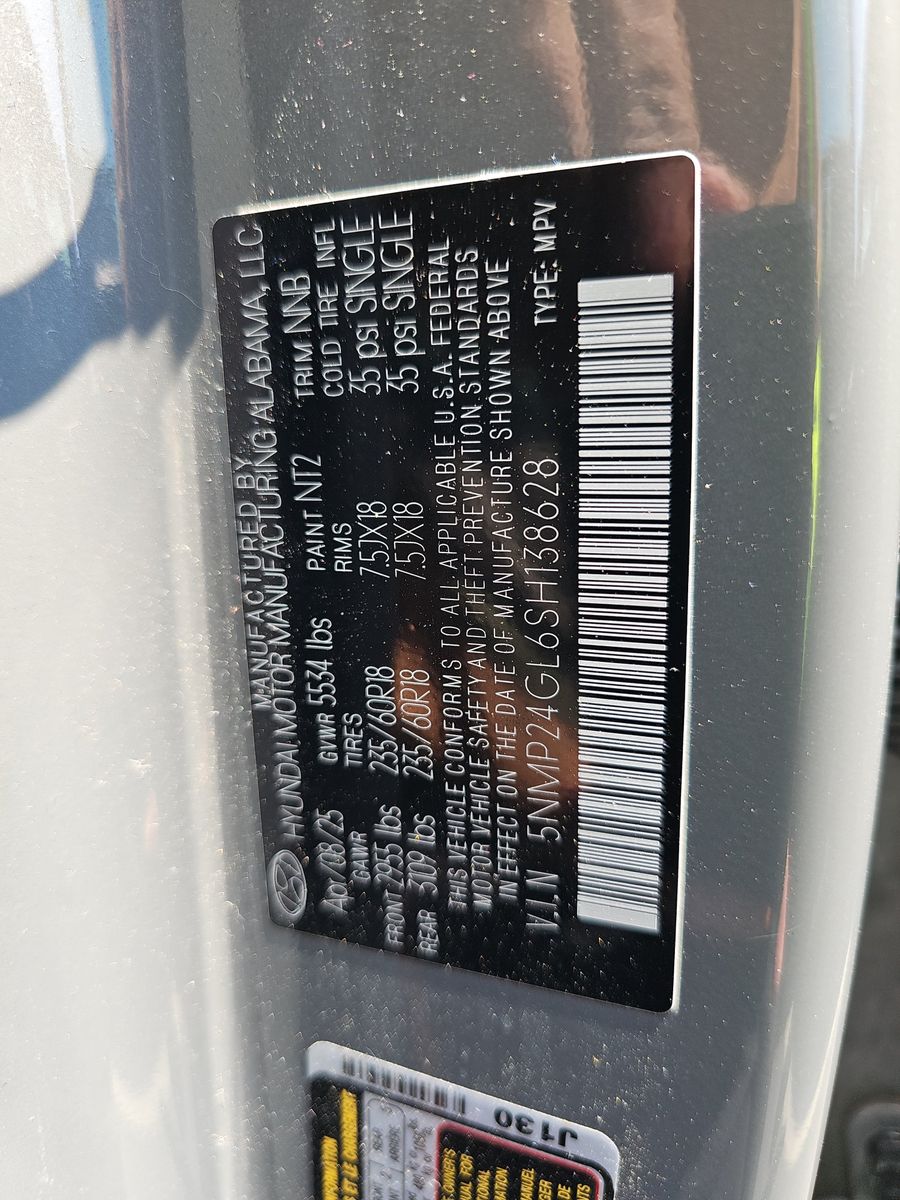 MANUFACTURED BY
HYUNDAI MOTOR MANUFACTURING ALABAMA, LLC
Apr/08/25 GVWR 5534 lbs PAINT NT2 TRIM NNB
GAWR TIRES RIMS COLD TIRE INFL
FRONT 2955 lbs 235/60R18 7.5JX18 35 psi SINGLE
REAR 3109 lbs 235/60R18 7.5JX18 35 psi SINGLE
THIS VEHICLE CONFORMS TO ALL APPLICABLE U.S.A. FEDERAL
MOTOR VEHICLE SAFETY AND THEFT PREVENTION STANDARDS
IN EFFECT ON THE DATE OF MANUFACTURE SHOWN ABOVE
V.I.N 5NMP24GL6SH138628 TYPE: MPV
J130